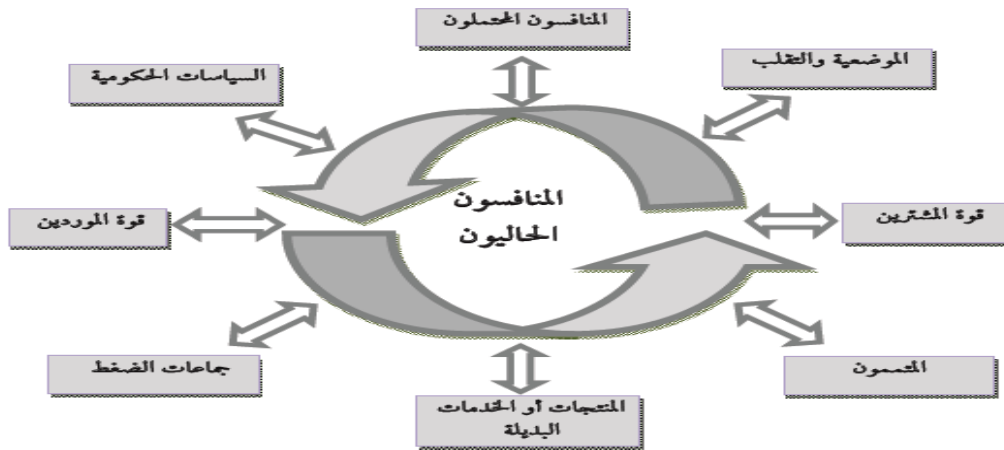 المنافسون المحتملون
الموضعية والتقلب
السياسات الحكومية
المنافسون
الحاليون
قوة المشترين
قوة الموردين
المتممون
جماعات الضغط
المنتجات أو الخدمات
البديلة